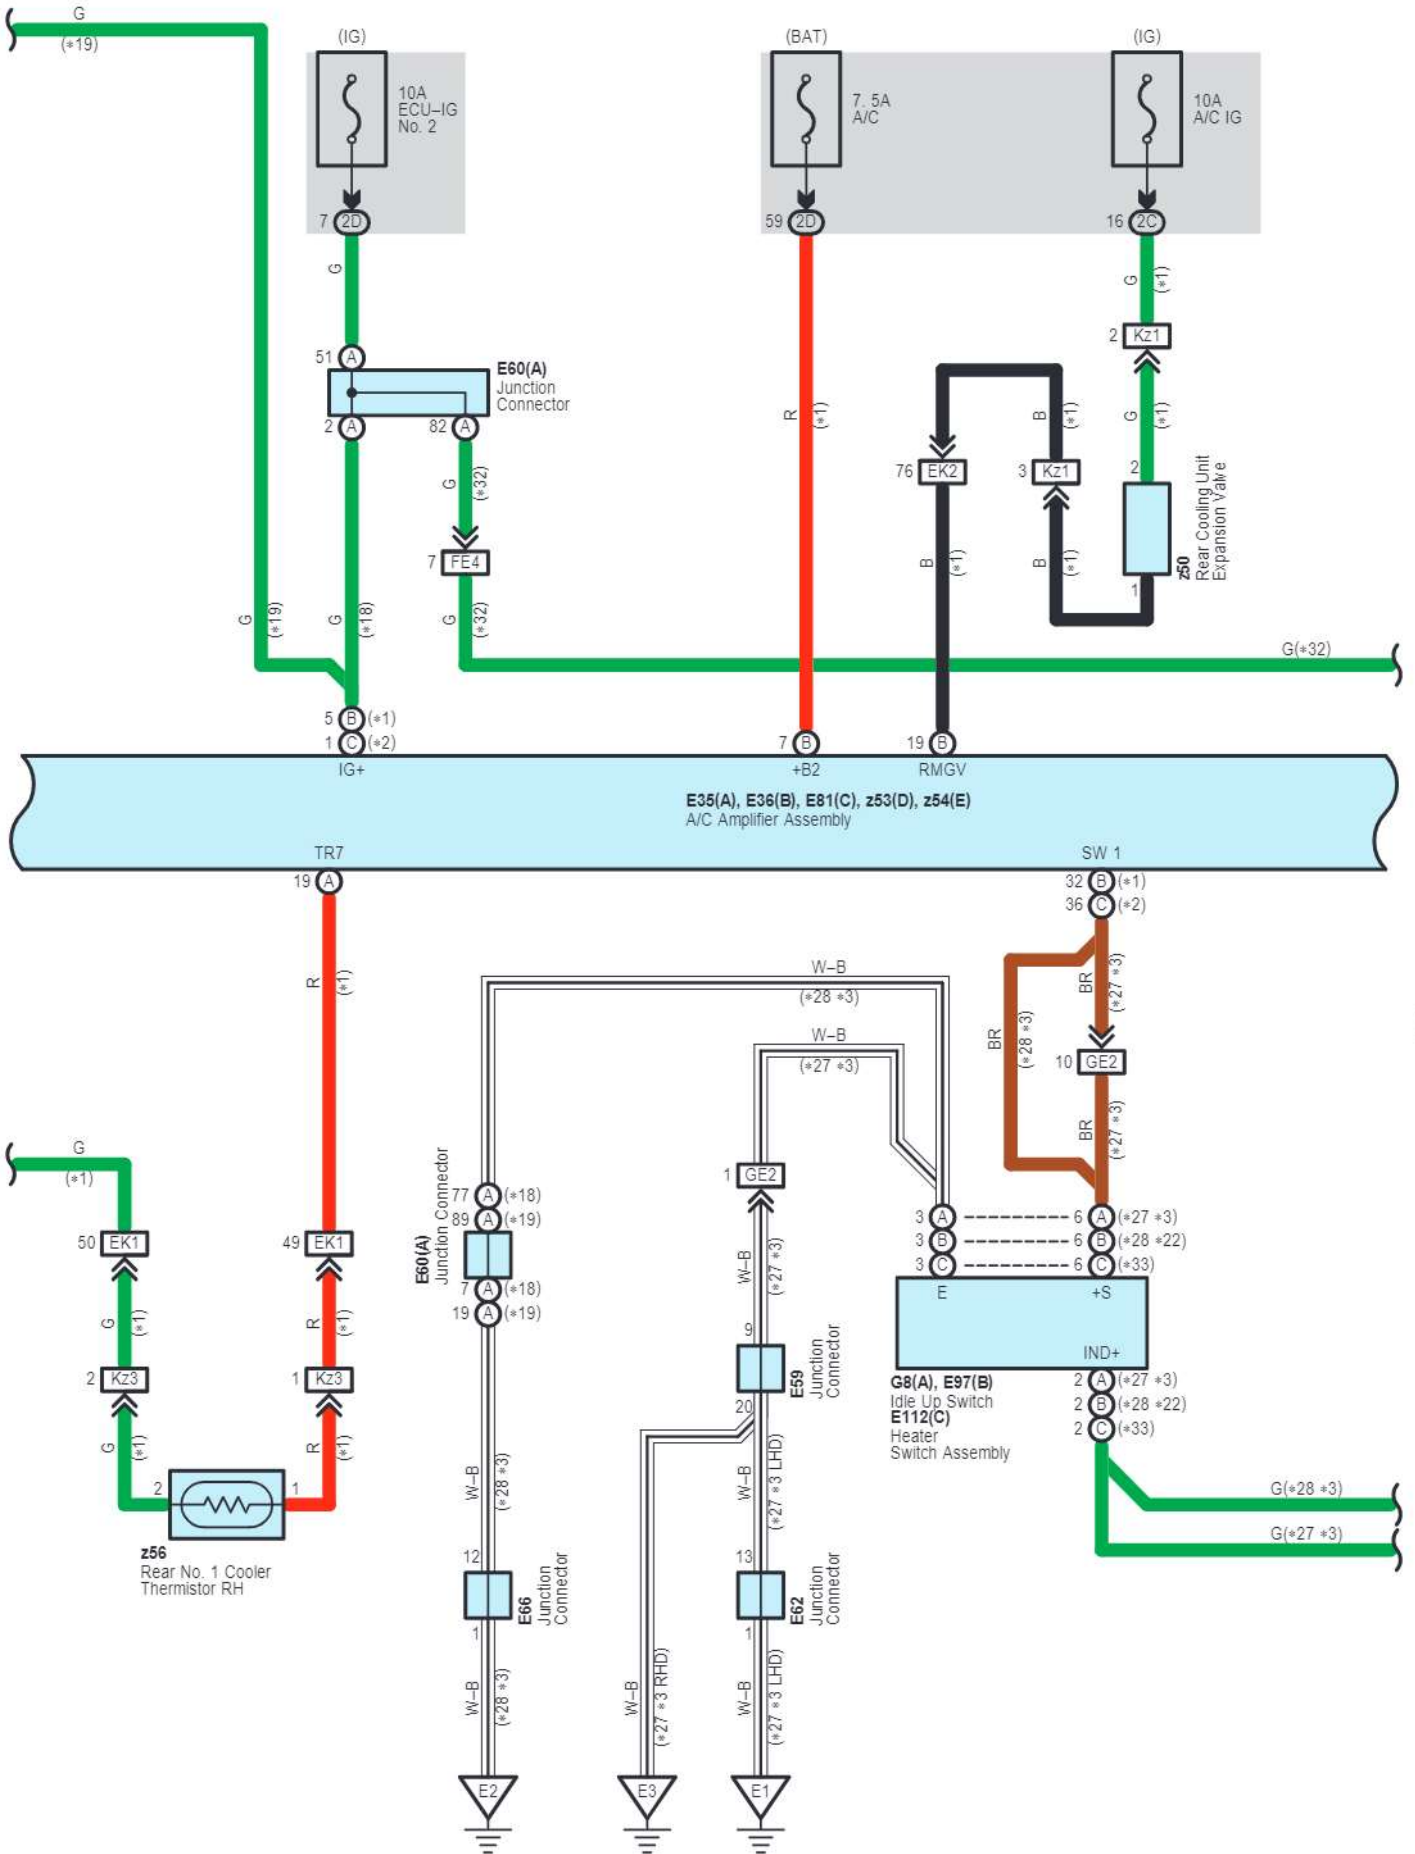 G
(∗19)
(IG)
(BAT)
(IG)
10A
ECU–IG
No. 2
7. 5A
A/C
10A
A/C IG
7 2D
59 2D
16 2C
G
G
(∗1)
2 Kz1
51 A
E60(A)
Junction
Connector
2 A
82 A
R
(∗1)
B
(∗1)
G
(∗1)
G
(∗32)
76 EK2
3 Kz1
2
7 FE4
B
(∗1)
B
(∗1)
1
z50
Rear Cooling Unit
Expansion Valve
G
(∗19)
G
(∗18)
G
(∗32)
G(∗32)
5 B (∗1)
1 C (∗2)
7 B
19 B
IG+
+B2
RMGV
E35(A), E36(B), E81(C), z53(D), z54(E)
A/C Amplifier Assembly
TR7
SW 1
19 A
32 B (∗1)
36 C (∗2)
R
(∗1)
W–B
(∗28 ∗3)
W–B
(∗27 ∗3)
BR
(∗28 ∗3)
BR
(∗27 ∗3)
10 GE2
BR
(∗27 ∗3)
G
(∗1)
1 GE2
77 A (∗18)
89 A (∗19)
E60(A)
Junction Connector
7 A (∗18)
19 A (∗19)
3 A
6 A (∗27 ∗3)
3 B
6 B (∗28 ∗22)
3 C
6 C (∗33)
50 EK1
49 EK1
W–B
(∗27 ∗3)
E
+S
IND+
G
(∗1)
R
(∗1)
9
E59
Junction
Connector
20
2 Kz3
1 Kz3
G8(A), E97(B)
Idle Up Switch
E112(C)
Heater
Switch Assembly
2 A (∗27 ∗3)
2 B (∗28 ∗22)
2 C (∗33)
G
(∗1)
R
(∗1)
W–B
(∗28 ∗3)
W–B
(∗27 ∗3 LHD)
2
1
G(∗28 ∗3)
G(∗27 ∗3)
z56
Rear No. 1 Cooler
Thermistor RH
12
E66
Junction
Connector
1
13
E62
Junction
Connector
1
W–B
(∗28 ∗3)
W–B
(∗27 ∗3 RHD)
W–B
(∗27 ∗3 LHD)
E2
E3
E1